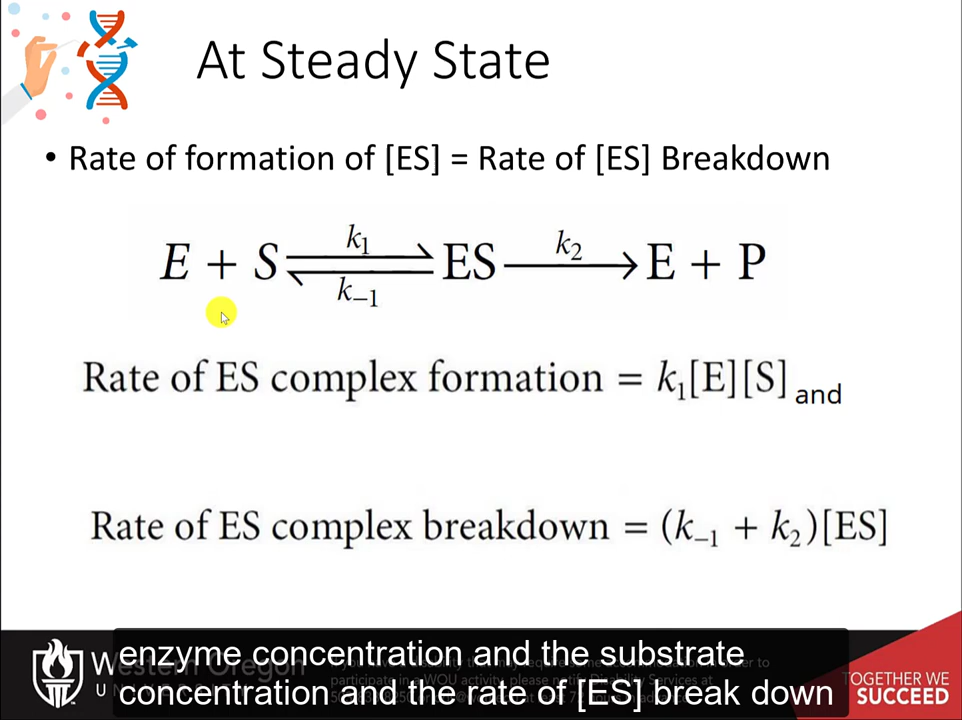 At Steady State
• Rate of formation of [ES] = Rate of [ES] Breakdown
E + S k₁ k₋₁ ES k₂ E + P
Rate of ES complex formation = k₁[E][S] and
Rate of ES complex breakdown = (k₋₁ + k₂)[ES]
enzyme concentration and the substrate
concentration and the rate of [ES] break down
TOGETHER WE
SUCCEED